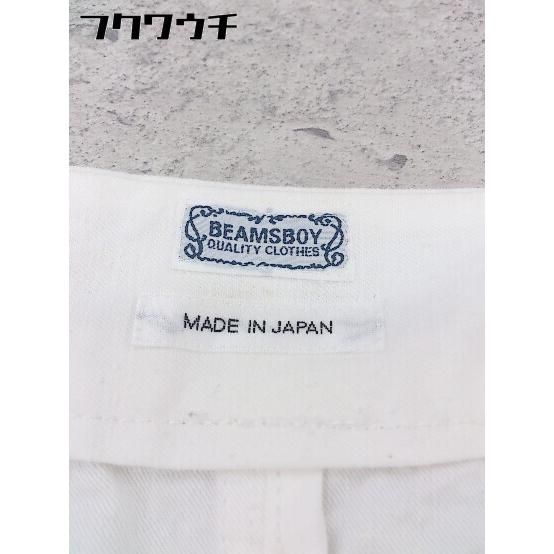 フクワウチ
BEAMSBOY
QUALITY CLOTHES
MADE IN JAPAN